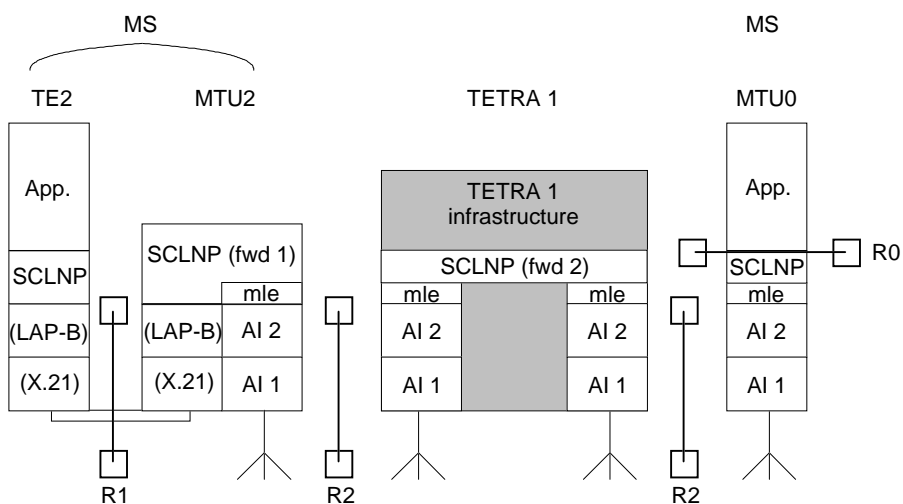 MS
MS
TE2
MTU2
TETRA 1
MTU0
App.
TETRA 1
infrastructure
App.
SCLNP (fwd 1)
SCLNP (fwd 2)
R0
SCLNP
SCLNP
mle
mle
mle
mle
(LAP-B)
(LAP-B)
AI 2
AI 2
AI 2
AI 2
(X.21)
(X.21)
AI 1
AI 1
AI 1
AI 1
R1
R2
R2